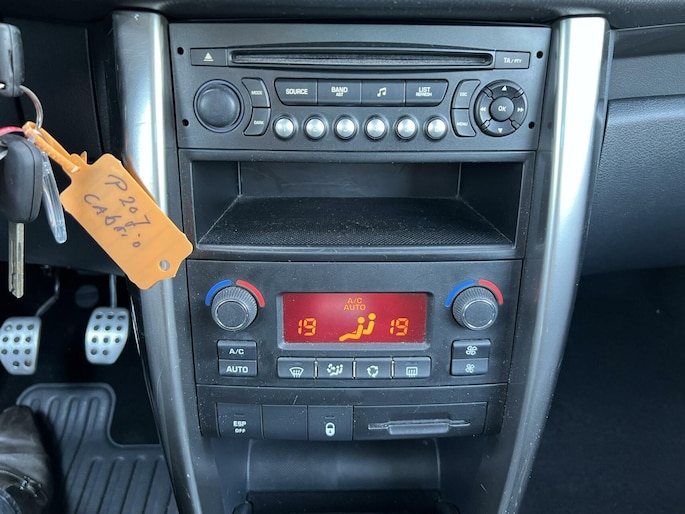 TA / PTY
MODE
SOURCE
BAND
AST
LIST
REFRESH
ESC
DARK
OK
P 207
CABRIO
A/C
AUTO
19 19
A/C
AUTO
ESP
OFF